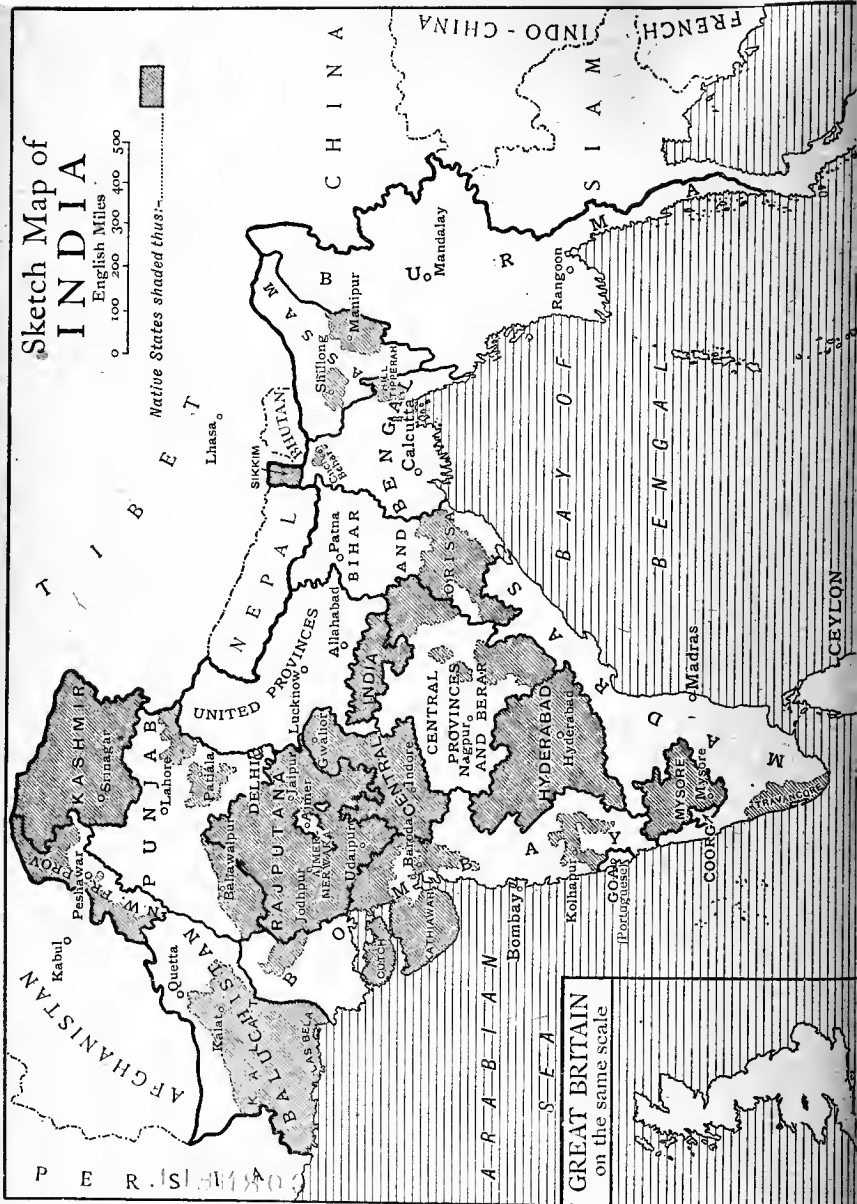 Sketch Map of
INDIA
English Miles
0 100 200 300 400 500
Native States shaded thus:-
CHINA
TIBET
Lhasa
AFGHANISTAN
Kabul
PERSIA
KASHMIR
Srinagar
N.W. FR. PROV.
Peshawar
PUNJAB
Lahore
Patiala
DELHI
Bahawalpur
BALUCHISTAN
Quetta
KALAT
Kalat
LAS BELA
RAJPUTANA
Jodhpur
Jaipur
Ajmer
AJMER-
MERWARA
Udaipur
UNITED PROVINCES
Lucknow
Allahabad
Gwalior
CENTRAL INDIA
Indore
NEPAL
SIKKIM
BHUTAN
BIHAR
AND
ORISSA
Patna
BENGAL
Cuch
Behar
Calcutta
ASSAM
Shillong
Manipur
HILL
TIPPERAH
BURMA
Mandalay
Rangoon
SIAM
FRENCH
INDO-CHINA
CUTCH
KATHIAWAR
Baroda
BOMBAY
Bombay
Kolhapur
GOA
(Portuguese)
CENTRAL
PROVINCES
AND BERAR
Nagpur
HYDERABAD
Hyderabad
MYSORE
Mysore
COORG
MADRAS
Madras
TRAVANCORE
CEYLON
ARABIAN
SEA
BAY OF
BENGAL
GREAT BRITAIN
on the same scale